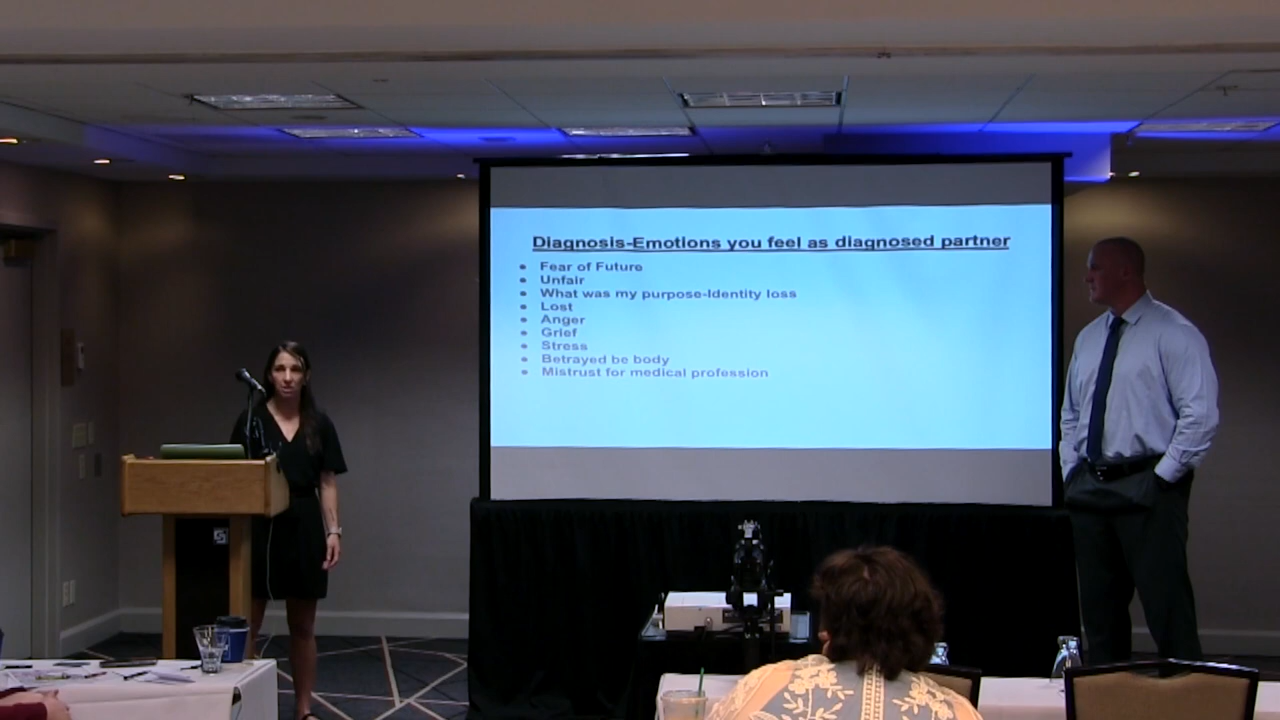 Diagnosis-Emotions you feel as diagnosed partner
Fear of Future
Unfair
What was my purpose-Identity loss
Lost
Anger
Grief
Stress
Betrayed be body
Mistrust for medical profession